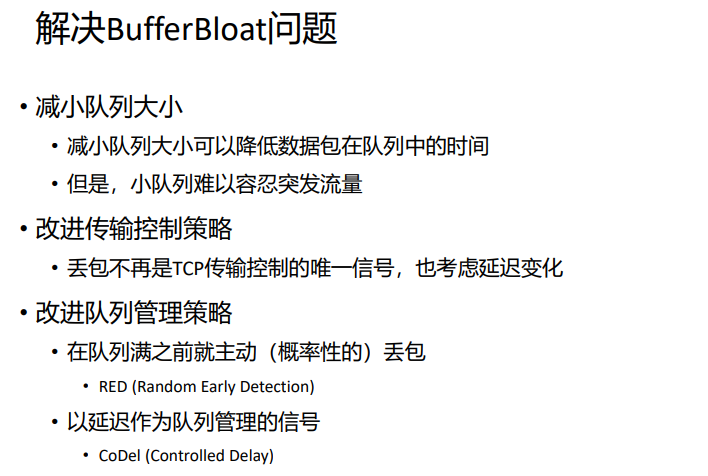 解决BufferBloat问题
• 减小队列大小
• 减小队列大小可以降低数据包在队列中的时间
• 但是，小队列难以容忍突发流量
• 改进传输控制策略
• 丢包不再是TCP传输控制的唯一信号，也考虑延迟变化
• 改进队列管理策略
• 在队列满之前就主动（概率性的）丢包
• RED (Random Early Detection)
• 以延迟作为队列管理的信号
• CoDel (Controlled Delay)